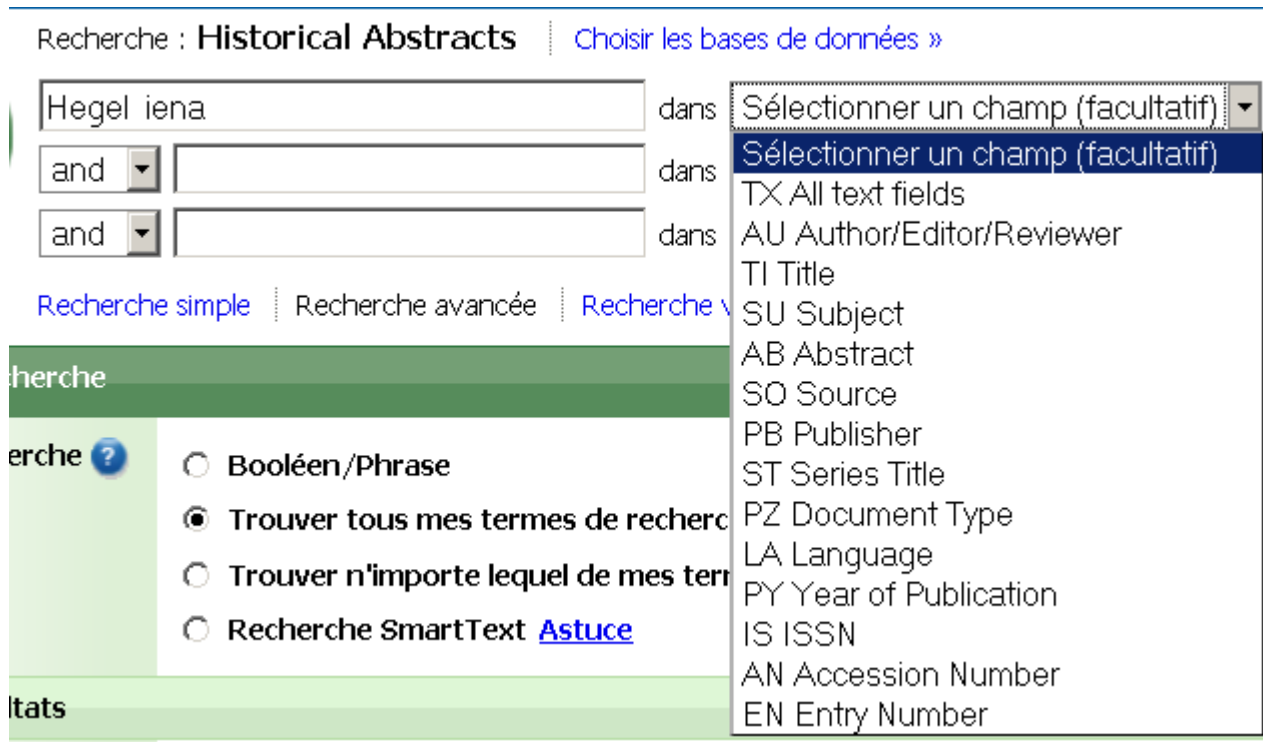 Recherche : Historical Abstracts Choisir les bases de données »
Hegel iena dans Sélectionner un champ (facultatif)
and dans
and dans
Sélectionner un champ (facultatif)
TX All text fields
AU Author/Editor/Reviewer
TI Title
SU Subject
AB Abstract
SO Source
PB Publisher
ST Series Title
PZ Document Type
LA Language
PY Year of Publication
IS ISSN
AN Accession Number
EN Entry Number
Recherche simple Recherche avancée Recherche v
cherche
erche ?
Booléen/Phrase
Trouver tous mes termes de recherc
Trouver n'importe lequel de mes ter
Recherche SmartText Astuce
ltats